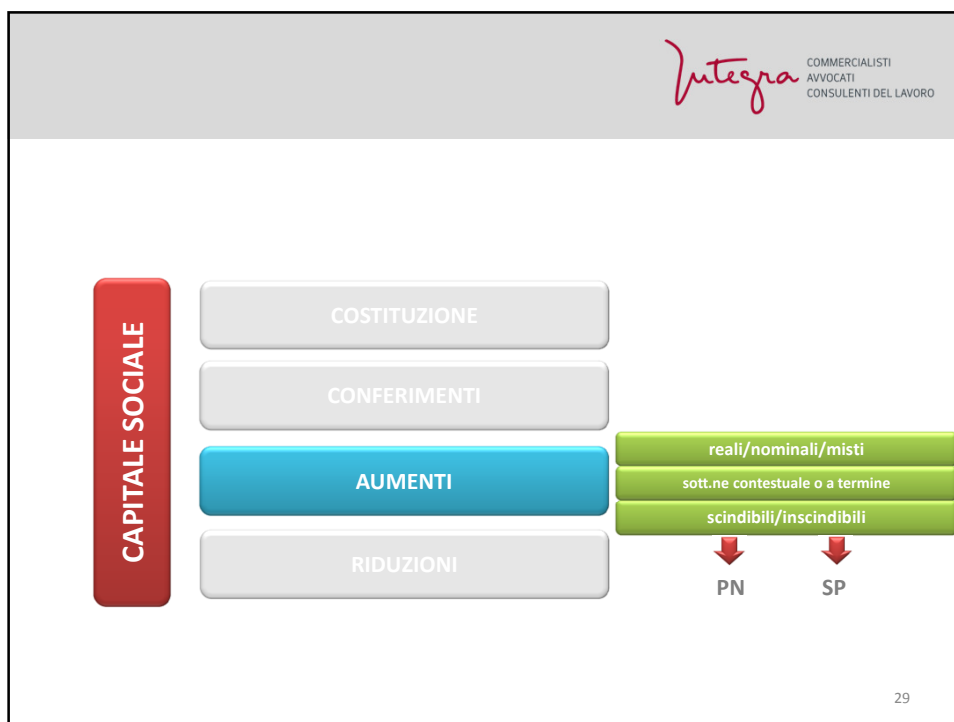 Integra
COMMERCIALISTI
AVVOCATI
CONSULENTI DEL LAVORO
CAPITALE SOCIALE
COSTITUZIONE
CONFERIMENTI
AUMENTI
RIDUZIONI
reali/nominali/misti
sott.ne contestuale o a termine
scindibili/inscindibili
PN SP
29